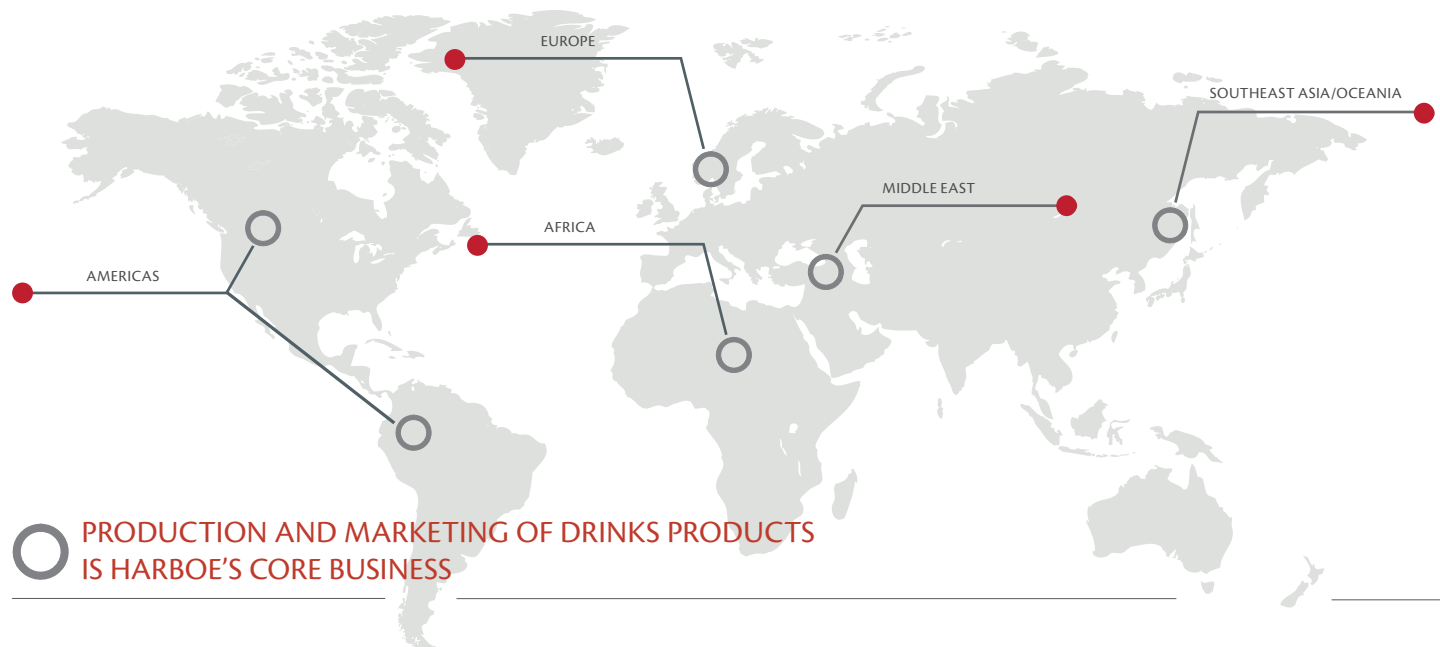 EUROPE
SOUTHEAST ASIA/OCEANIA
MIDDLE EAST
AFRICA
AMERICAS
PRODUCTION AND MARKETING OF DRINKS PRODUCTS
IS HARBOE’S CORE BUSINESS